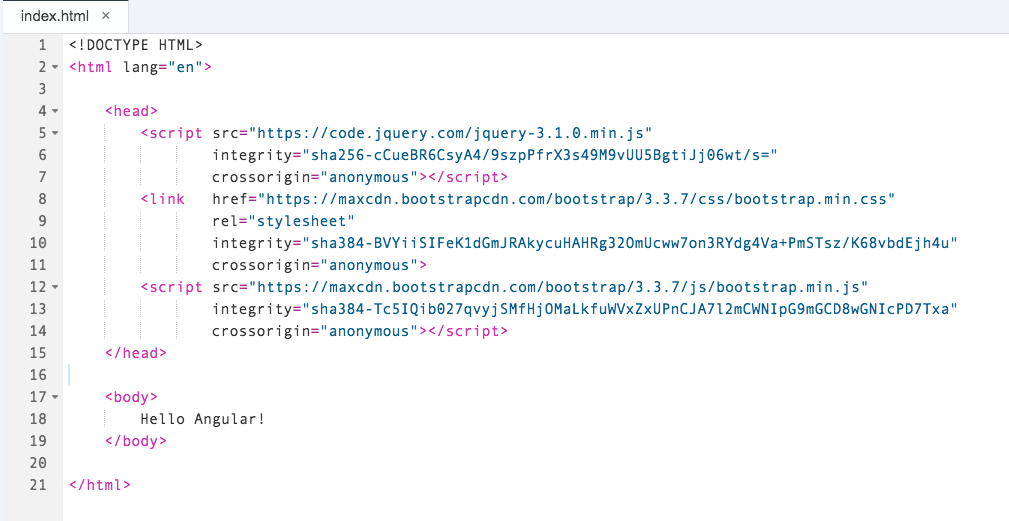 index.html ×
1 <!DOCTYPE HTML>
2 <html lang="en">
3
4     <head>
5         <script src="https://code.jquery.com/jquery-3.1.0.min.js"
6                 integrity="sha256-cCueBR6CsyA4/9szpPfrX3s49M9vUU5BgtiJj06wt/s="
7                 crossorigin="anonymous"></script>
8         <link   href="https://maxcdn.bootstrapcdn.com/bootstrap/3.3.7/css/bootstrap.min.css"
9                 rel="stylesheet"
10                 integrity="sha384-BVYiiSIFeK1dGmJRAkycuHAHRg32OmUcww7on3RYdg4Va+PmSTsz/K68vbdEjh4u"
11                 crossorigin="anonymous">
12         <script src="https://maxcdn.bootstrapcdn.com/bootstrap/3.3.7/js/bootstrap.min.js"
13                 integrity="sha384-Tc5IQib027qvyjSMfHjOMaLkfuWVxZxUPnCJA7l2mCWNIpG9mGCD8wGNIcPD7Txa"
14                 crossorigin="anonymous"></script>
15     </head>
16
17     <body>
18         Hello Angular!
19     </body>
20
21 </html>